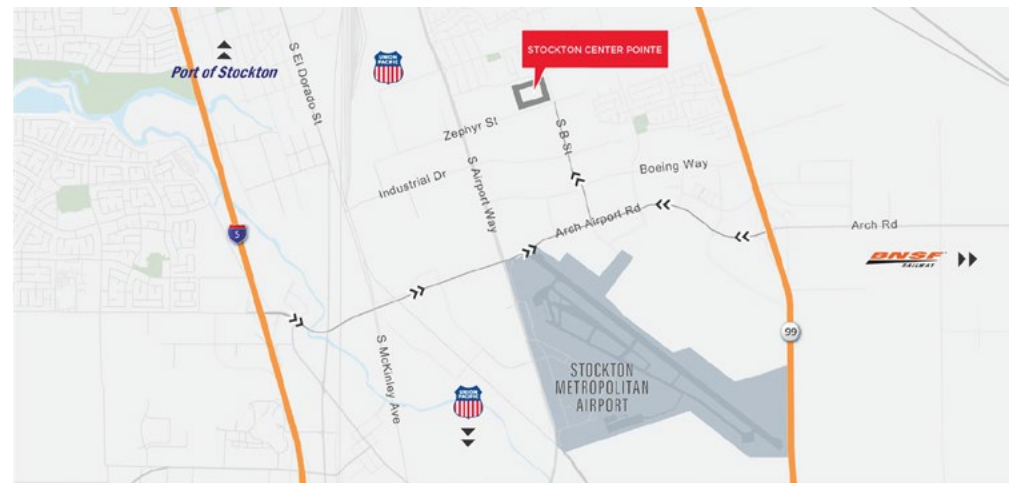 STOCKTON CENTER POINTE
S El Dorado St
UNION
PACIFIC
Port of Stockton
Zephyr St
S B St
S Airport Way
Boeing Way
Industrial Dr
Arch Airport Rd
Arch Rd
5
BNSF
RAILWAY
99
S McKinley Ave
STOCKTON
METROPOLITAN
AIRPORT
UNION
PACIFIC